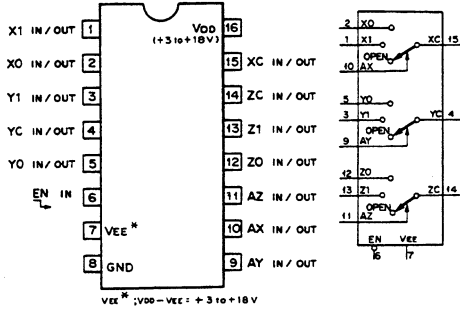 X1 IN/OUT 1
X0 IN/OUT 2
Y1 IN/OUT 3
YC IN/OUT 4
Y0 IN/OUT 5
EN IN 6
7 VEE*
8 GND
VDD 16
(+3 to +18V)
15 XC IN/OUT
14 ZC IN/OUT
13 Z1 IN/OUT
12 Z0 IN/OUT
11 AZ IN/OUT
10 AX IN/OUT
9 AY IN/OUT
VEE* ;VDD-VEE= +3 to +18V
2 X0
1 X1 XC 15
OPEN
10 AX
5 Y0
3 Y1 YC 4
OPEN
9 AY
12 Z0
13 Z1 ZC 14
OPEN
11 AZ
EN VEE
6 7